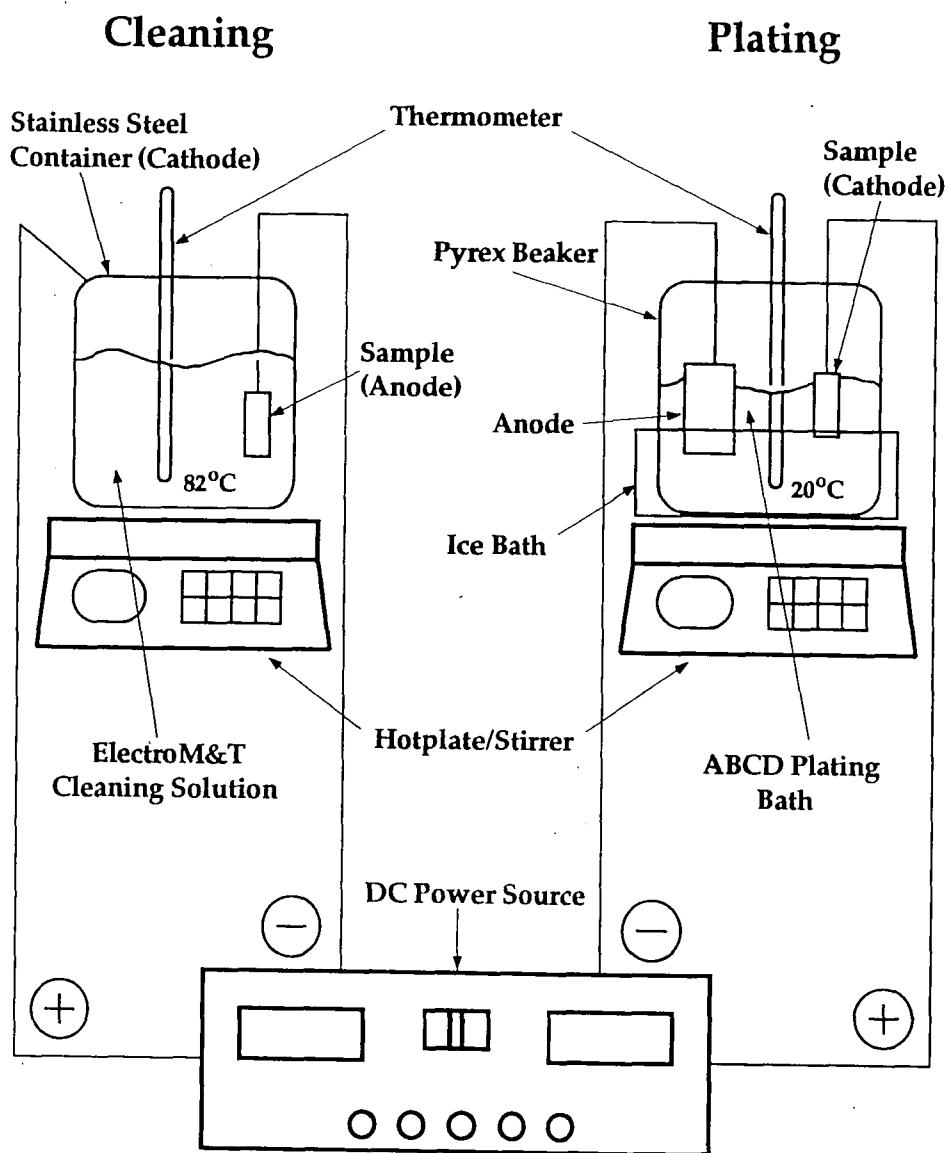 Cleaning
Plating
Stainless Steel
Container (Cathode)
Thermometer
Sample
(Cathode)
Pyrex Beaker
Sample
(Anode)
Anode
82°C
20°C
Ice Bath
Hotplate/Stirrer
ElectroM&T
Cleaning Solution
ABCD Plating
Bath
DC Power Source
−
−
+
+